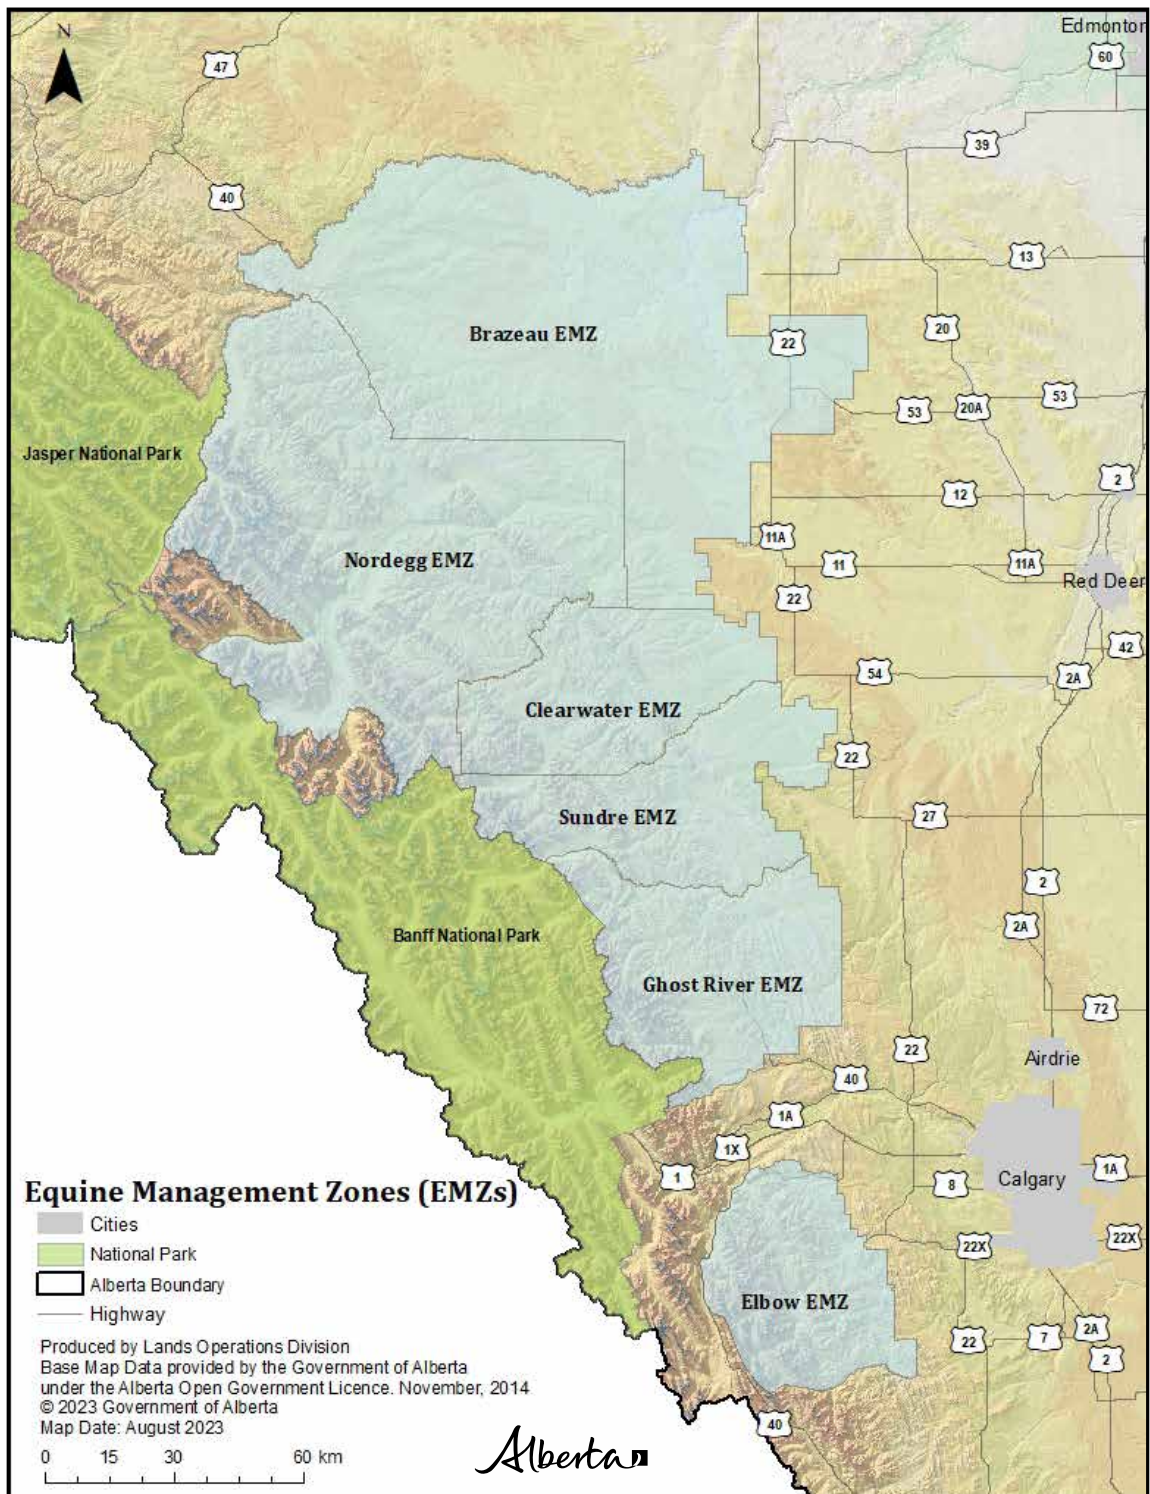 N
Edmonton
60
47
39
40
13
Brazeau EMZ
22
20
53
20A
53
Jasper National Park
2
12
11A
Nordegg EMZ
11
11A
Red Deer
22
42
54
2A
Clearwater EMZ
22
Sundre EMZ
27
2
2A
Banff National Park
Ghost River EMZ
72
22
Airdrie
40
1A
1X
1
8
Calgary
1A
22X
22X
Elbow EMZ
22
7
2A
2
40
Equine Management Zones (EMZs)
Cities
National Park
Alberta Boundary
Highway
Produced by Lands Operations Division
Base Map Data provided by the Government of Alberta
under the Alberta Open Government Licence. November, 2014
© 2023 Government of Alberta
Map Date: August 2023
0 15 30 60 km
Alberta